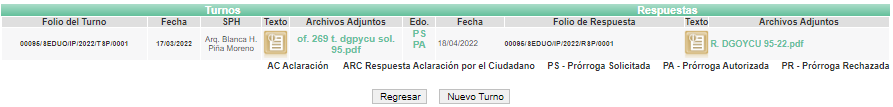 Turnos Respuestas
Folio del Turno Fecha SPH Texto Archivos Adjuntos Edo. Fecha Folio de Respuesta Texto Archivos Adjuntos
00095/SEDUO/IP/2022/TSP/0001 17/03/2022 Arq. Blanca H. Piña Moreno of. 269 t. dgpycu sol. 95.pdf PS PA 18/04/2022 00095/SEDUO/IP/2022/RSP/0001 R. DGOYCU 95-22.pdf
AC Aclaración ARC Respuesta Aclaración por el Ciudadano PS - Prórroga Solicitada PA - Prórroga Autorizada PR - Prórroga Rechazada
Regresar Nuevo Turno